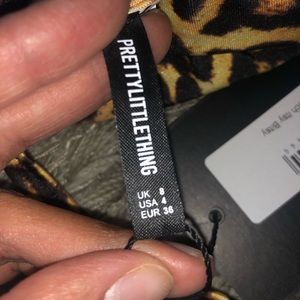 PRETTYLITTLETHING
UK 8
USA 4
EUR 36